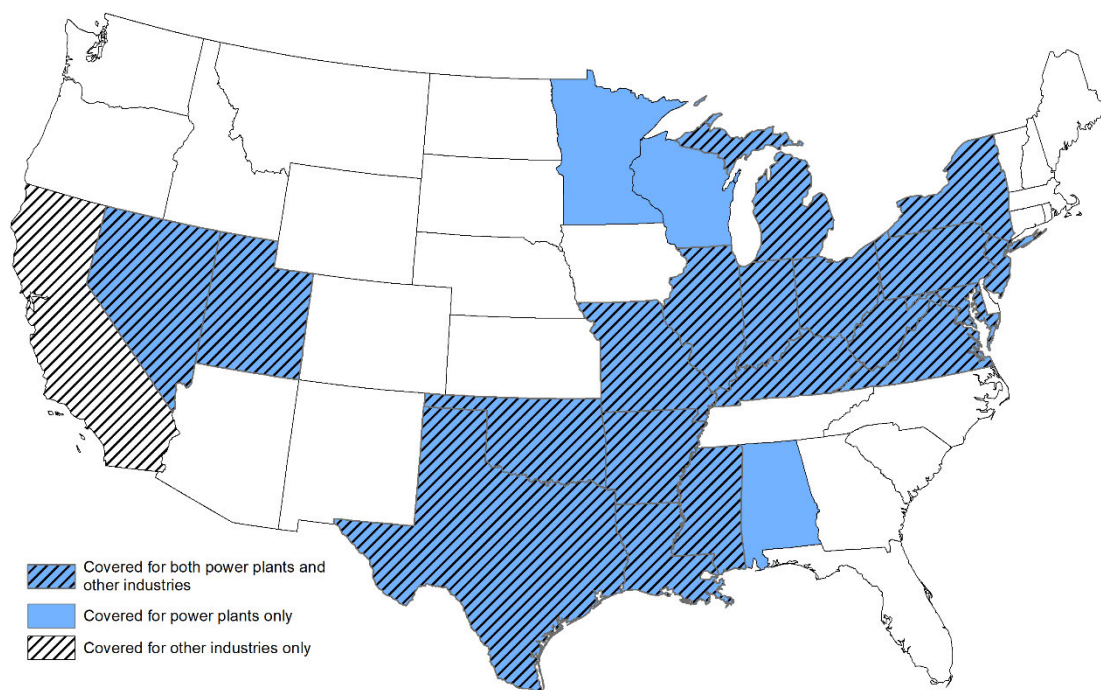 Covered for both power plants and
other industries
Covered for power plants only
Covered for other industries only